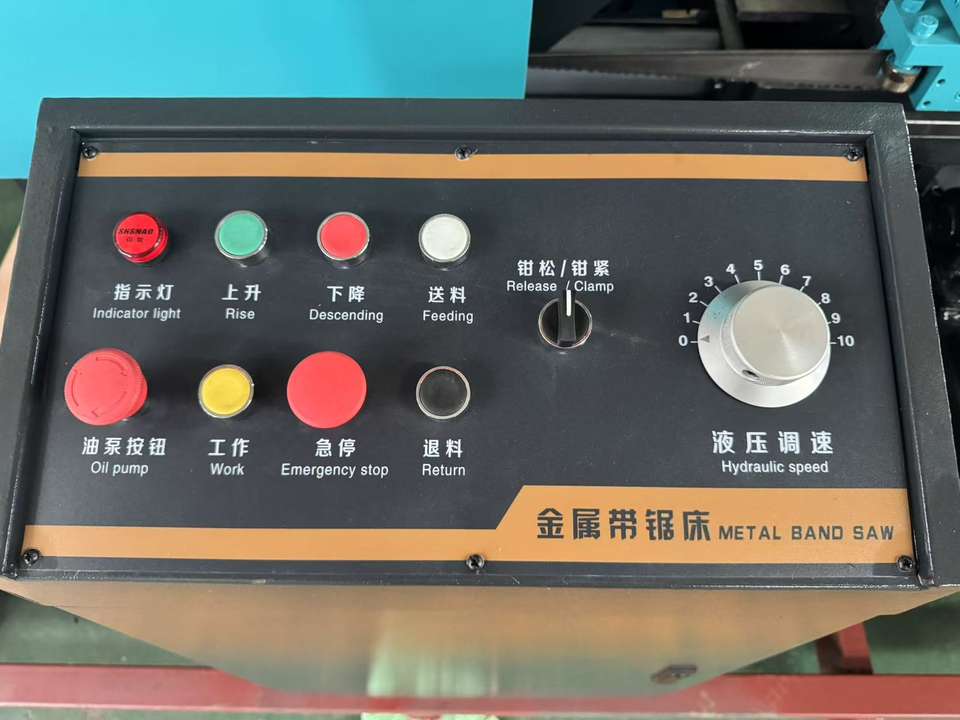 SHSNAO
指示灯
Indicator light
上升
Rise
下降
Descending
送料
Feeding
钳松/钳紧
Release / Clamp
0 1 2 3 4 5 6 7 8 9 10
液压调速
Hydraulic speed
油泵按钮
Oil pump
工作
Work
急停
Emergency stop
退料
Return
金属带锯床 METAL BAND SAW